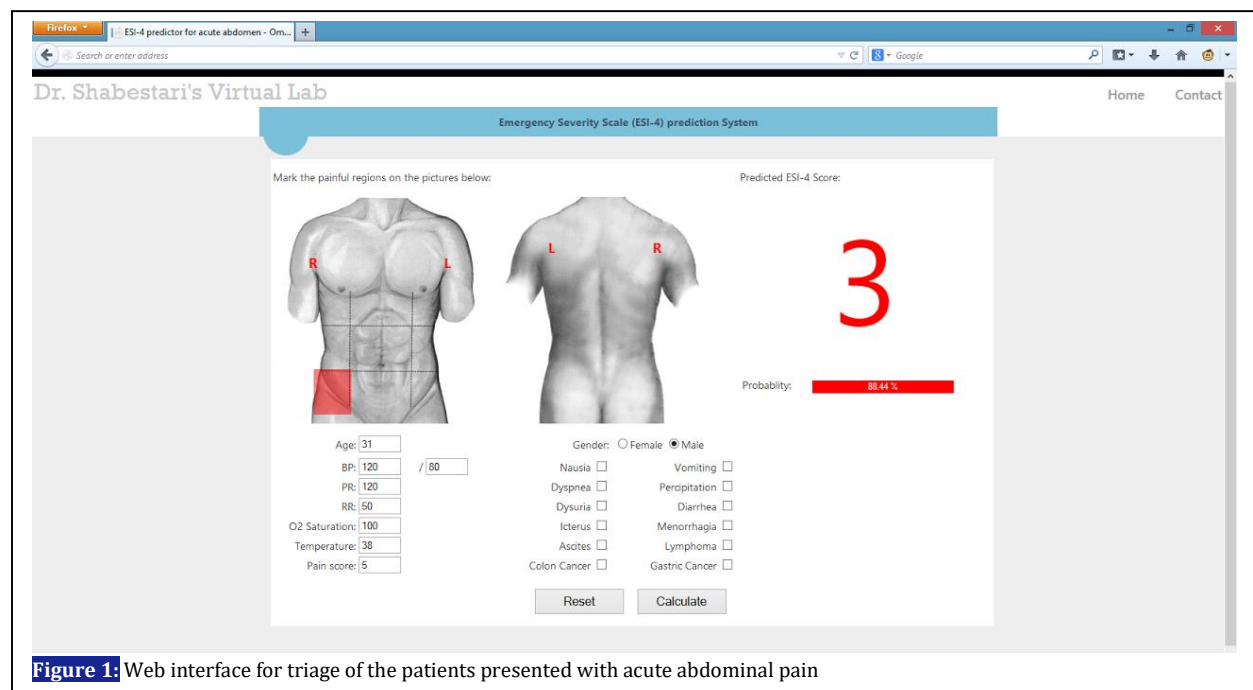 Firefox
ESI-4 predictor for acute abdomen - Om... +
Search or enter address
Google
Dr. Shabestari's Virtual Lab
Home Contact
Emergency Severity Scale (ESI-4) prediction System
Mark the painful regions on the pictures below:
Predicted ESI-4 Score:
R L
L R
3
Probablity: 88.44 %
Age: 31
Gender: Female Male
BP: 120 / 80
Nausia Vomiting
PR: 120
Dyspnea Percipitation
RR: 50
Dysuria Diarrhea
O2 Saturation: 100
Icterus Menorrhagia
Temperature: 38
Ascites Lymphoma
Pain score: 5
Colon Cancer Gastric Cancer
Reset Calculate
Figure 1: Web interface for triage of the patients presented with acute abdominal pain